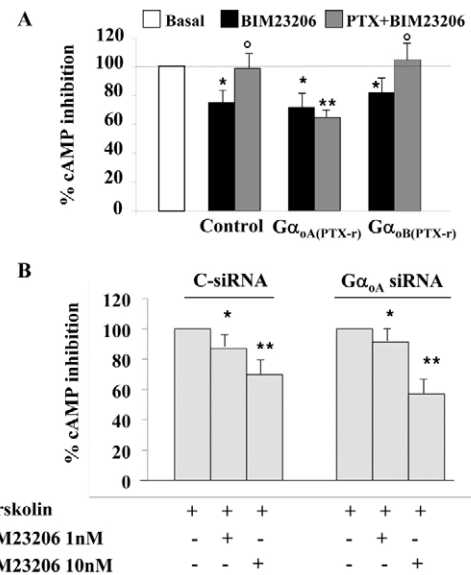 A
Basal BIM23206 PTX+BIM23206
% cAMP inhibition
120
100
80
60
40
20
0
* ° * ** * °
Control GαoA(PTX-r) GαoB(PTX-r)
B
C-siRNA GαoA siRNA
% cAMP inhibition
120
100
80
60
40
20
0
* ** * **
rskolin + + + + + +
M23206 1nM - + - - + -
M23206 10nM - - + - - +